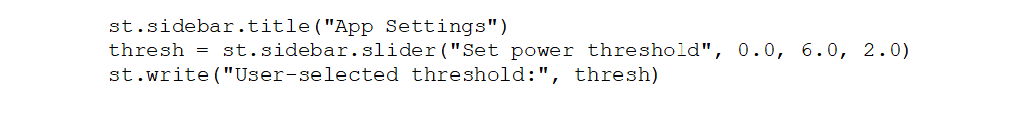 st.sidebar.title("App Settings")
thresh = st.sidebar.slider("Set power threshold", 0.0, 6.0, 2.0)
st.write("User-selected threshold:", thresh)